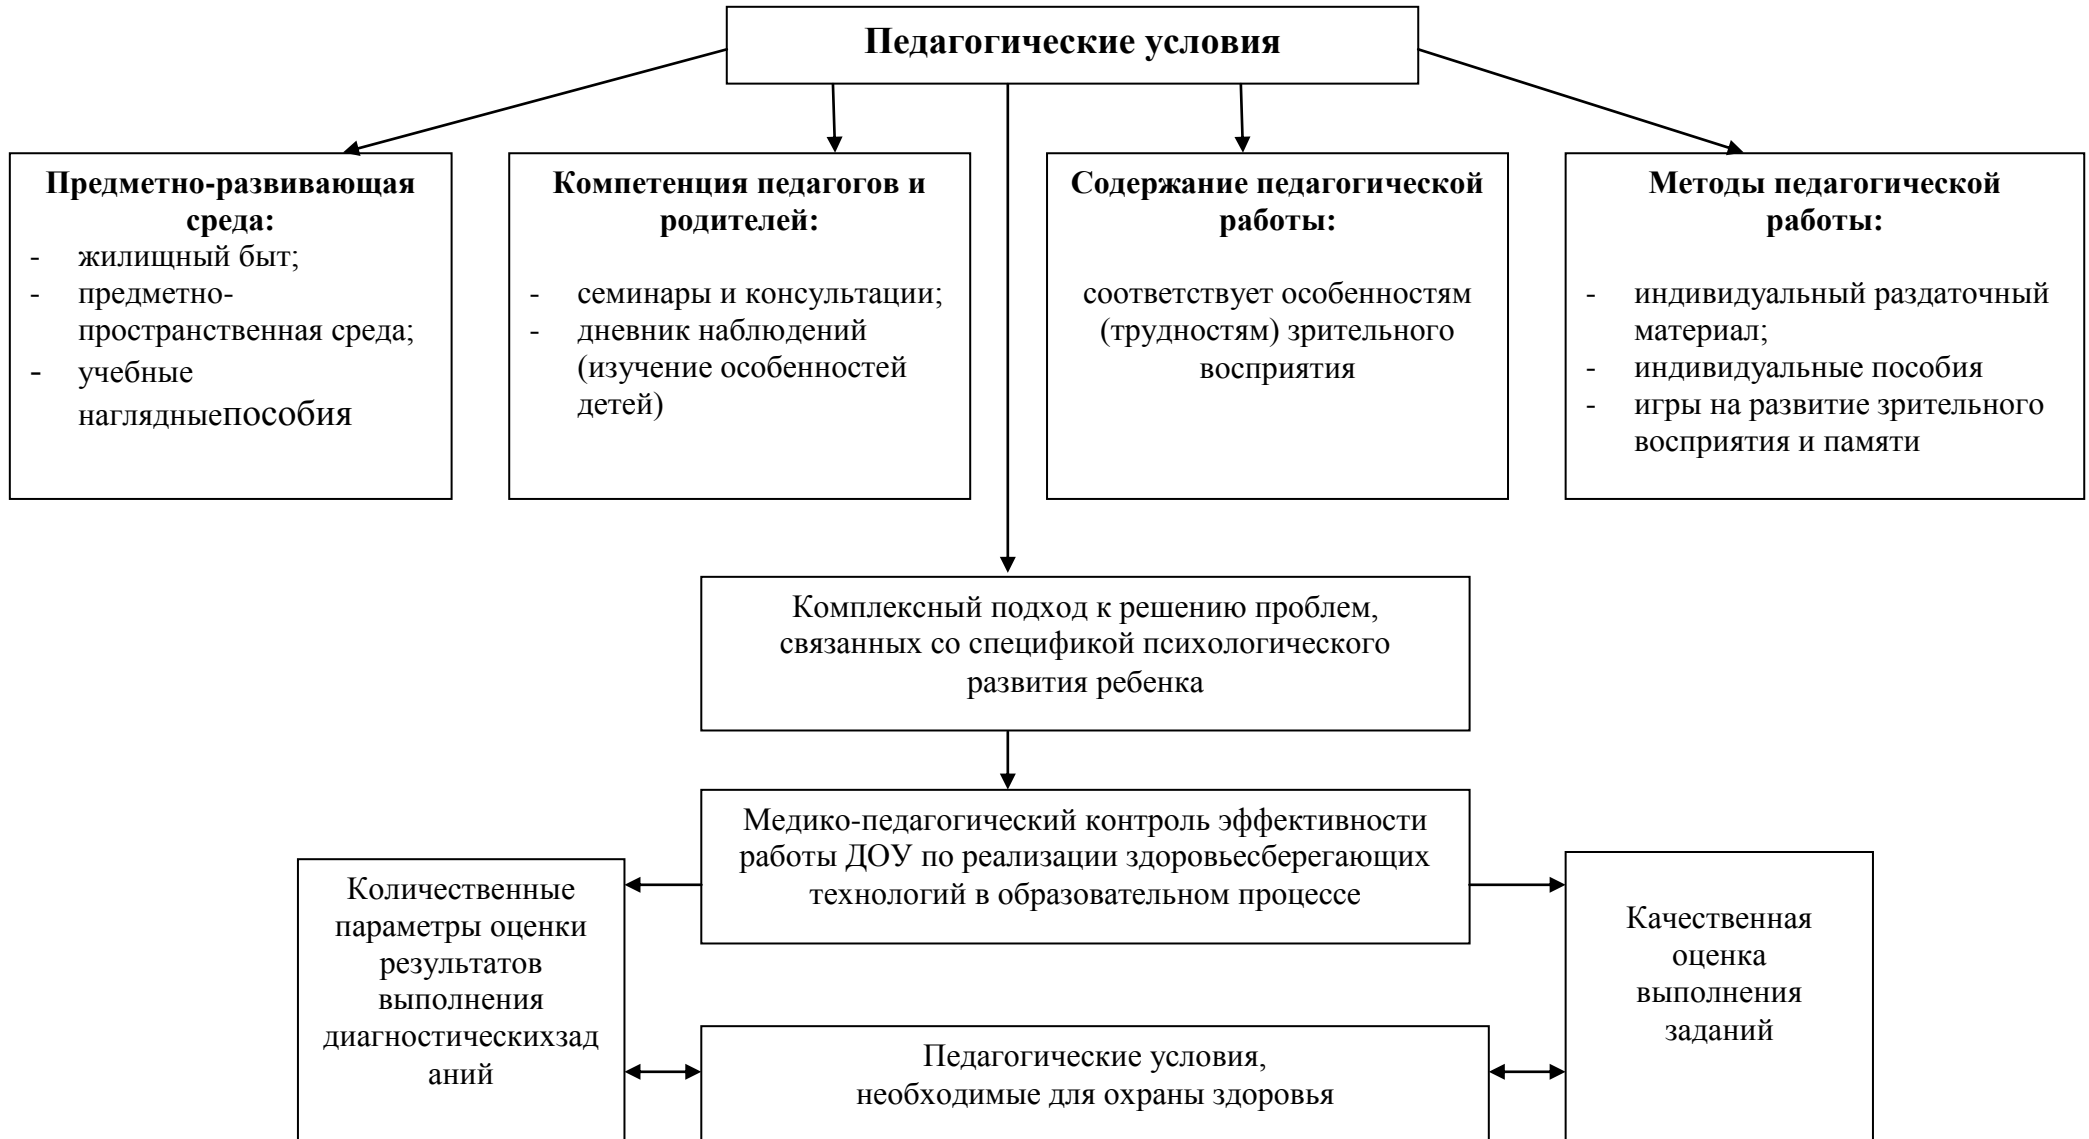 Педагогические условия
Предметно-развивающая
среда:
- жилищный быт;
- предметно-
пространственная среда;
- учебные
наглядныепособия
Компетенция педагогов и
родителей:
- семинары и консультации;
- дневник наблюдений
(изучение особенностей
детей)
Содержание педагогической
работы:
соответствует особенностям
(трудностям) зрительного
восприятия
Методы педагогической
работы:
- индивидуальный раздаточный
материал;
- индивидуальные пособия
- игры на развитие зрительного
восприятия и памяти
Комплексный подход к решению проблем,
связанных со спецификой психологического
развития ребенка
Медико-педагогический контроль эффективности
работы ДОУ по реализации здоровьесберегающих
технологий в образовательном процессе
Количественные
параметры оценки
результатов
выполнения
диагностическихзад
аний
Качественная
оценка
выполнения
заданий
Педагогические условия,
необходимые для охраны здоровья